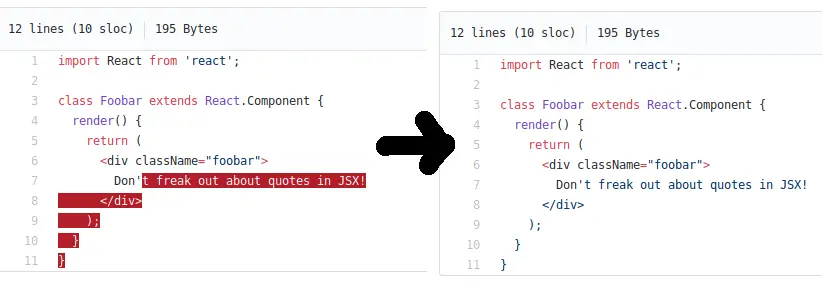 12 lines (10 sloc) 195 Bytes
1 import React from 'react';
2
3 class Foobar extends React.Component {
4 render() {
5 return (
6 <div className="foobar">
7 Don't freak out about quotes in JSX!
8 </div>
9 );
10 }
11 }
12 lines (10 sloc) 195 Bytes
1 import React from 'react';
2
3 class Foobar extends React.Component {
4 render() {
5 return (
6 <div className="foobar">
7 Don't freak out about quotes in JSX!
8 </div>
9 );
10 }
11 }